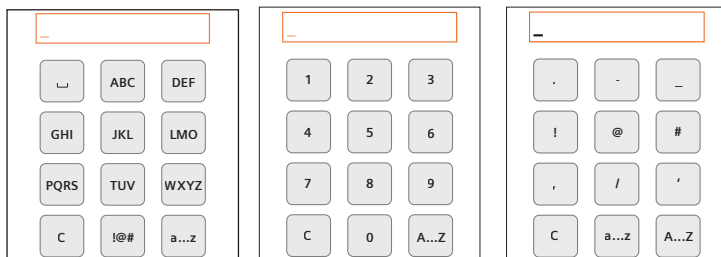 _
␣ ABC DEF
GHI JKL LMO
PQRS TUV WXYZ
C !@# a...z
_
1 2 3
4 5 6
7 8 9
C 0 A...Z
_
. - _
! @ #
, / ‘
C a...z A...Z